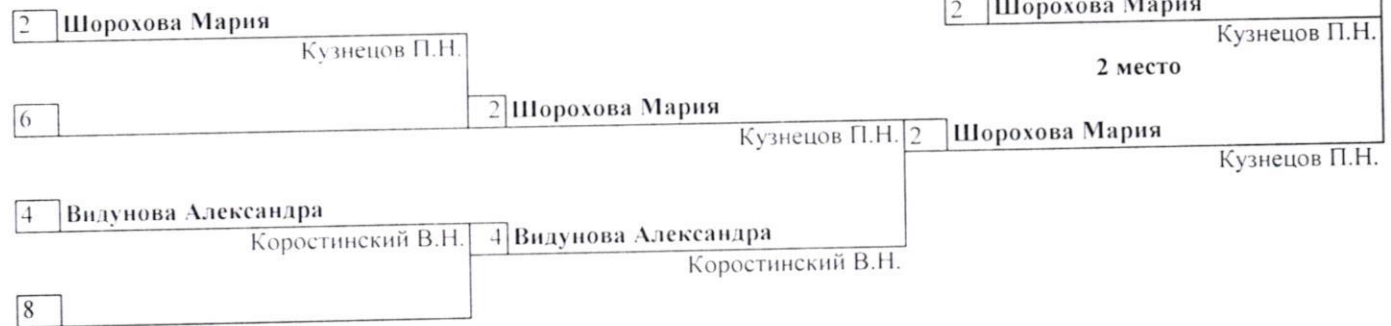 2 Шорохова Мария
Кузнецов П.Н.
6
4 Видунова Александра
Коростинский В.Н.
8
2 Шорохова Мария
Кузнецов П.Н.
4 Видунова Александра
Коростинский В.Н.
2 Шорохова Мария
Кузнецов П.Н.
2 место
2 Шорохова Мария
Кузнецов П.Н.